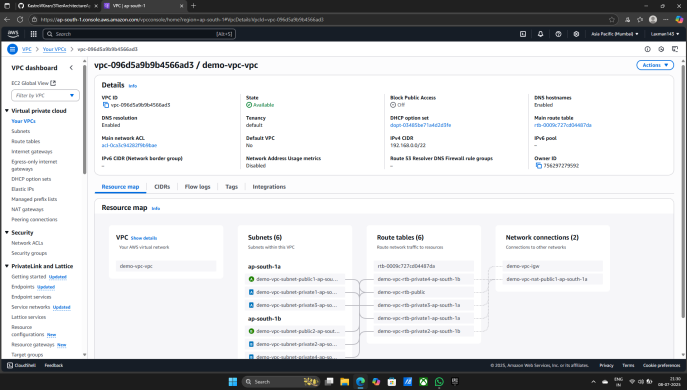 KastroVKiran/3TierArchitecture/
VPC | ap-south-1
https://ap-south-1.console.aws.amazon.com/vpcconsole/home?region=ap-south-1#VpcDetails:VpcId=vpc-096d5a9b9b4566ad3
aws
Search
[Alt+S]
Asia Pacific (Mumbai)
Laxman143
VPC > Your VPCs > vpc-096d5a9b9b4566ad3
VPC dashboard
EC2 Global View
Filter by VPC
Virtual private cloud
Your VPCs
Subnets
Route tables
Internet gateways
Egress-only internet gateways
DHCP option sets
Elastic IPs
Managed prefix lists
NAT gateways
Peering connections
Security
Network ACLs
Security groups
PrivateLink and Lattice
Getting started Updated
Endpoints Updated
Endpoint services
Service networks Updated
Lattice services
Resource configurations New
Resource gateways New
Target groups
vpc-096d5a9b9b4566ad3 / demo-vpc-vpc
Actions
Details Info
VPC ID
vpc-096d5a9b9b4566ad3
State
Available
Block Public Access
Off
DNS hostnames
Enabled
DNS resolution
Enabled
Tenancy
default
DHCP option set
dopt-03485be71a4d2d3fe
Main route table
rtb-0009c727cd04487da
Main network ACL
acl-0ca3c94282f9b9bae
Default VPC
No
IPv4 CIDR
192.168.0.0/22
IPv6 pool
–
IPv6 CIDR (Network border group)
–
Network Address Usage metrics
Disabled
Route 53 Resolver DNS Firewall rule groups
–
Owner ID
756297279592
Resource map
CIDRs
Flow logs
Tags
Integrations
Resource map Info
VPC Show details
Your AWS virtual network
demo-vpc-vpc
Subnets (6)
Subnets within this VPC
ap-south-1a
demo-vpc-subnet-public1-ap-sou...
demo-vpc-subnet-private1-ap-so...
demo-vpc-subnet-private3-ap-so...
ap-south-1b
demo-vpc-subnet-public2-ap-sout...
demo-vpc-subnet-private2-ap-so...
demo-vpc-subnet-private4-ap-so...
Route tables (6)
Route network traffic to resources
rtb-0009c727cd04487da
demo-vpc-rtb-private4-ap-south-1b
demo-vpc-rtb-public
demo-vpc-rtb-private3-ap-south-1a
demo-vpc-rtb-private1-ap-south-1a
demo-vpc-rtb-private2-ap-south-1b
Network connections (2)
Connections to other networks
demo-vpc-igw
demo-vpc-nat-public1-ap-south-1a
CloudShell
Feedback
© 2025, Amazon Web Services, Inc. or its affiliates.
Privacy
Terms
Cookie preferences
Search
ENG
IN
21:00
08-07-2025